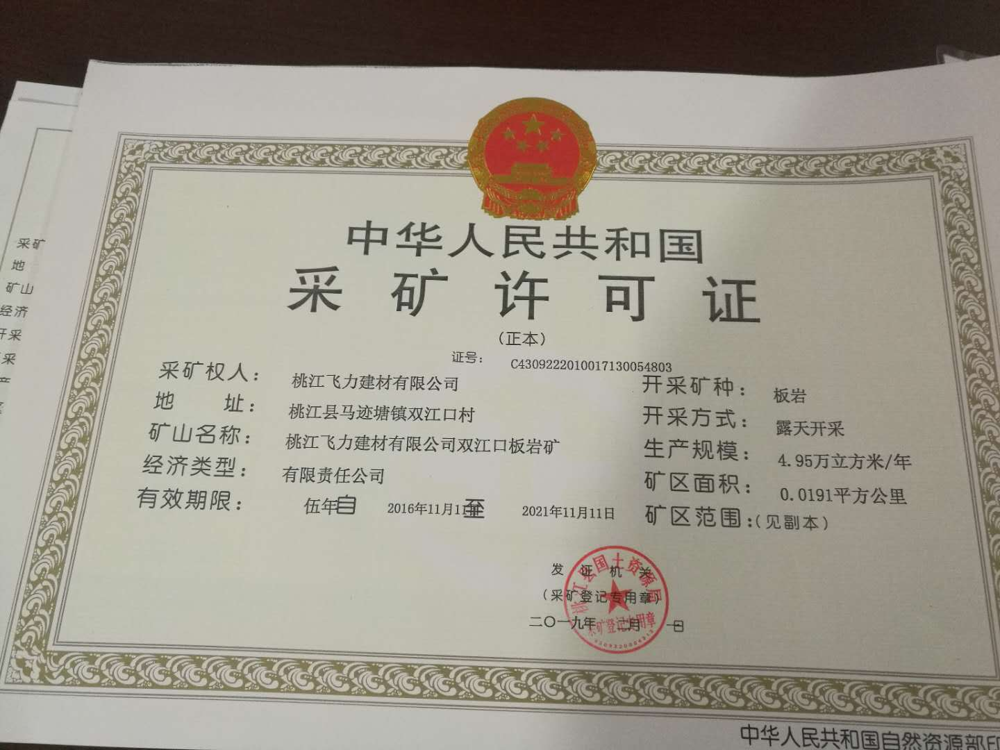 中华人民共和国
采矿许可证
(正本)
证号: C4309222010017130054803
采矿权人: 桃江飞力建材有限公司
地 址: 桃江县马迹塘镇双江口村
矿山名称: 桃江飞力建材有限公司双江口板岩矿
经济类型: 有限责任公司
有效期限: 伍年自 2016年11月11日至 2021年11月11日
开采矿种: 板岩
开采方式: 露天开采
生产规模: 4.95万立方米/年
矿区面积: 0.0191平方公里
矿区范围:(见副本)
发证机关
(采矿登记专用章)
二〇一九年 二月 一日
桃江县国土资源局
采矿登记专用章
中华人民共和国自然资源部印
采矿
地
矿山
经济
开采
采
产